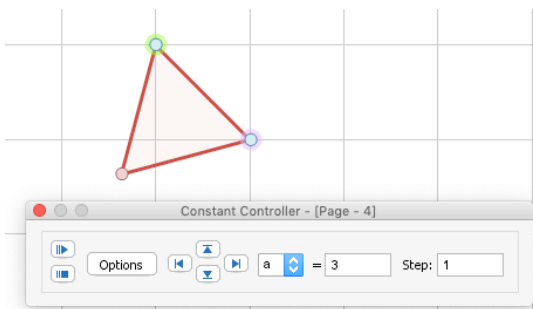 Constant Controller - [Page - 4]
Options a = 3 Step: 1